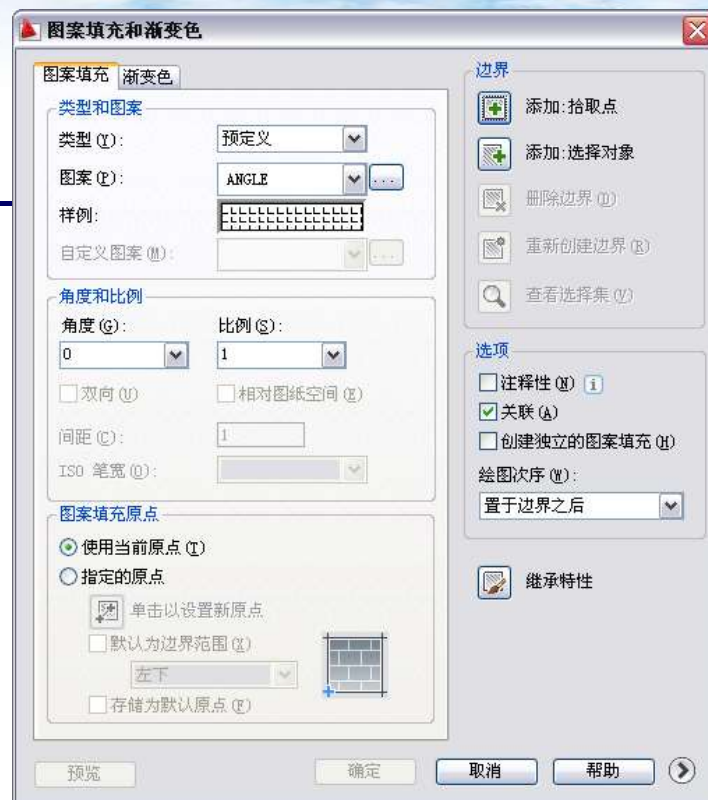 图案填充和渐变色
图案填充 渐变色
类型和图案
类型(Y): 预定义
图案(P): ANGLE ...
样例:
自定义图案(M): ...
角度和比例
角度(G): 比例(S):
0 1
双向(U) 相对图纸空间(E)
间距(C): 1
ISO 笔宽(O):
图案填充原点
使用当前原点(T)
指定的原点
单击以设置新原点
默认为边界范围(X)
左下
存储为默认原点(F)
边界
添加:拾取点
添加:选择对象
删除边界(D)
重新创建边界(R)
查看选择集(V)
选项
注释性(N) i
关联(A)
创建独立的图案填充(H)
绘图次序(W):
置于边界之后
继承特性
预览 确定 取消 帮助